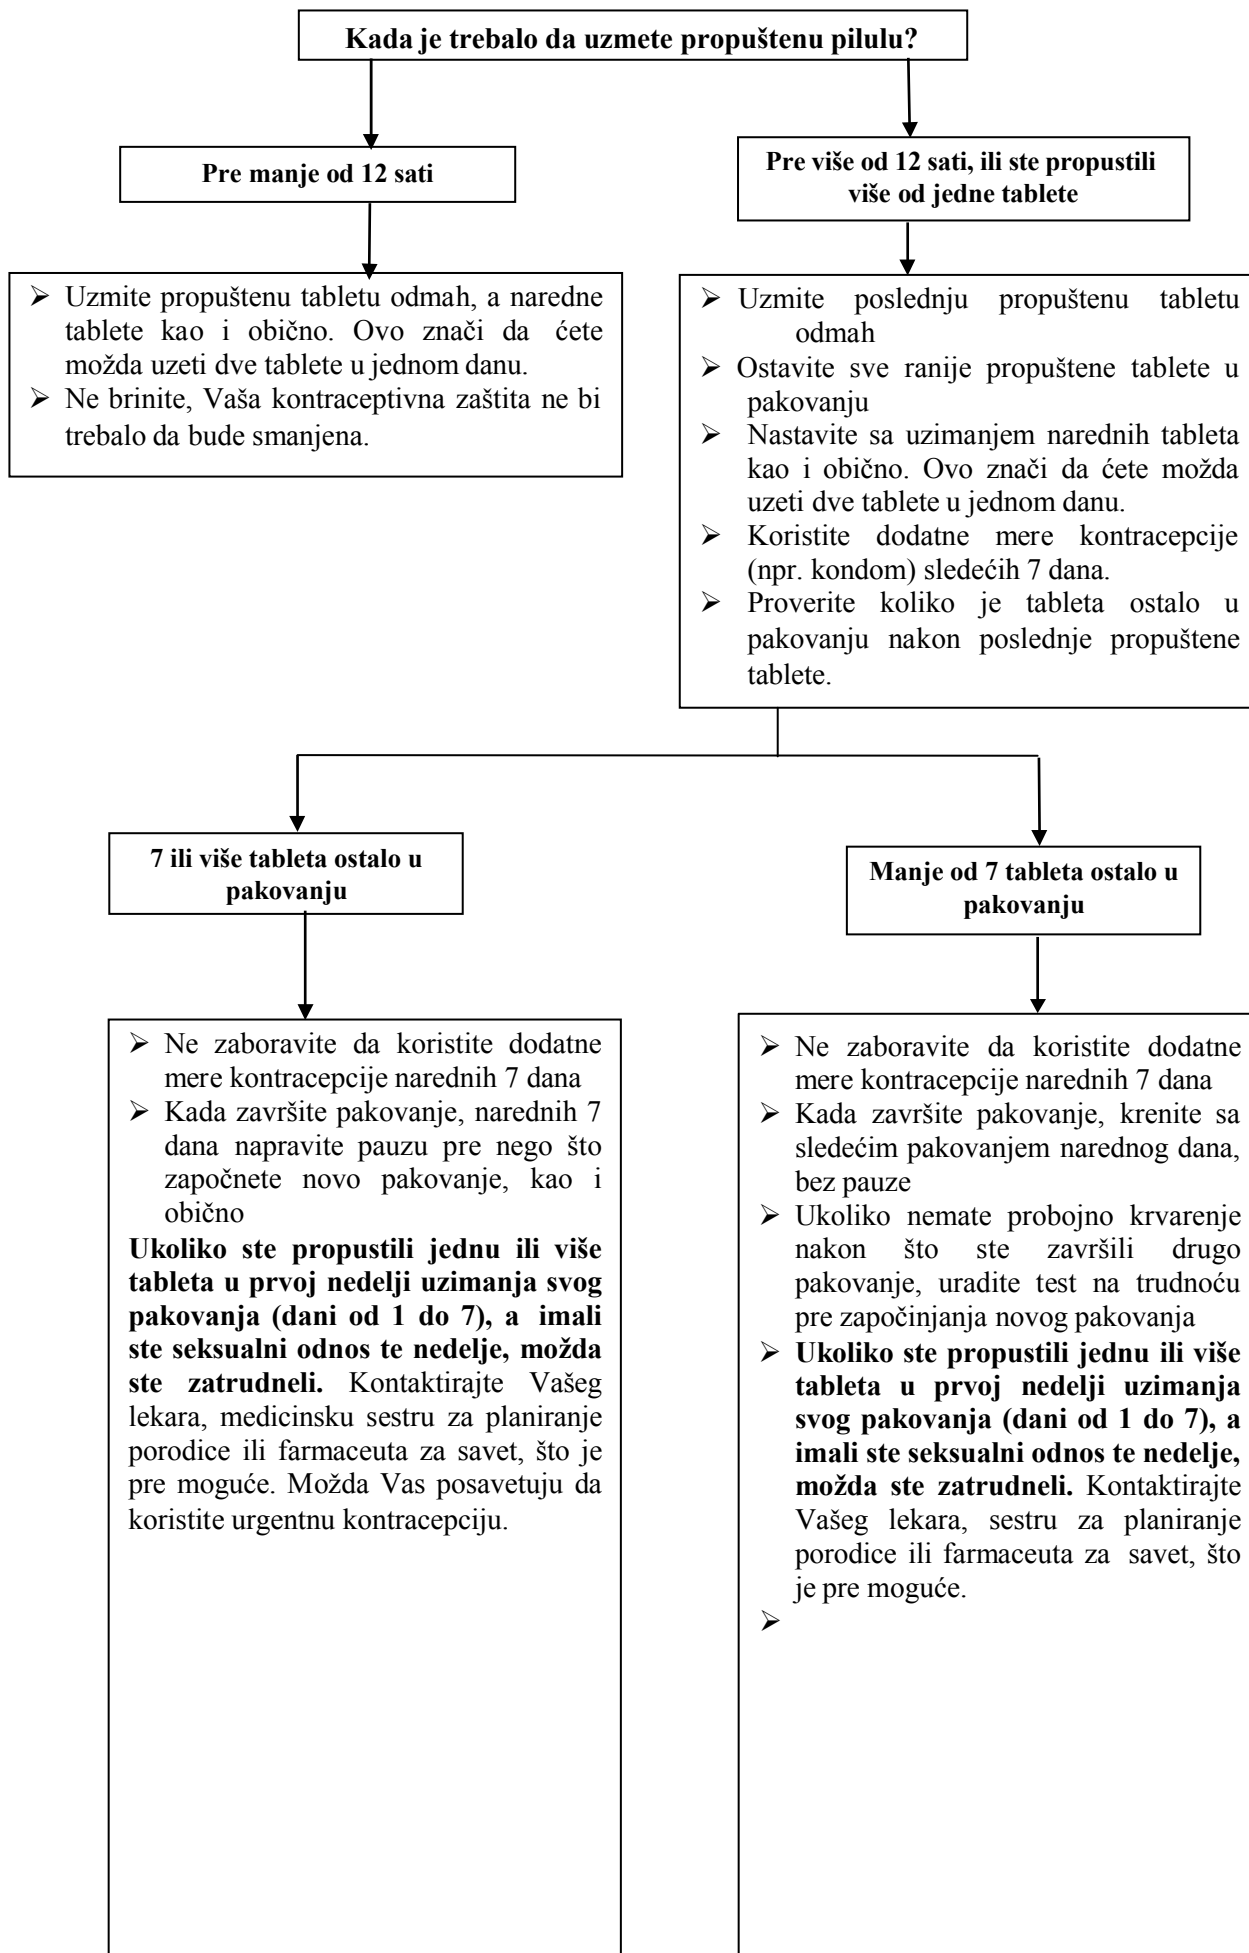 Kada je trebalo da uzmete propuštenu pilulu?
Pre manje od 12 sati
Pre više od 12 sati, ili ste propustili
više od jedne tablete
➢ Uzmite propuštenu tabletu odmah, a naredne
tablete kao i obično. Ovo znači da ćete
možda uzeti dve tablete u jednom danu.
➢ Ne brinite, Vaša kontraceptivna zaštita ne bi
trebalo da bude smanjena.
➢ Uzmite poslednju propuštenu tabletu
odmah
➢ Ostavite sve ranije propuštene tablete u
pakovanju
➢ Nastavite sa uzimanjem narednih tableta
kao i obično. Ovo znači da ćete možda
uzeti dve tablete u jednom danu.
➢ Koristite dodatne mere kontracepcije
(npr. kondom) sledećih 7 dana.
➢ Proverite koliko je tableta ostalo u
pakovanju nakon poslednje propuštene
tablete.
7 ili više tableta ostalo u
pakovanju
Manje od 7 tableta ostalo u
pakovanju
➢ Ne zaboravite da koristite dodatne
mere kontracepcije narednih 7 dana
➢ Kada završite pakovanje, narednih 7
dana napravite pauzu pre nego što
započnete novo pakovanje, kao i
obično
Ukoliko ste propustili jednu ili više
tableta u prvoj nedelji uzimanja svog
pakovanja (dani od 1 do 7), a imali
ste seksualni odnos te nedelje, možda
ste zatrudneli. Kontaktirajte Vašeg
lekara, medicinsku sestru za planiranje
porodice ili farmaceuta za savet, što je
pre moguće. Možda Vas posavetuju da
koristite urgentnu kontracepciju.
➢ Ne zaboravite da koristite dodatne
mere kontracepcije narednih 7 dana
➢ Kada završite pakovanje, krenite sa
sledećim pakovanjem narednog dana,
bez pauze
➢ Ukoliko nemate probojno krvarenje
nakon što ste završili drugo
pakovanje, uradite test na trudnoću
pre započinjanja novog pakovanja
➢ Ukoliko ste propustili jednu ili više
tableta u prvoj nedelji uzimanja
svog pakovanja (dani od 1 do 7), a
imali ste seksualni odnos te nedelje,
možda ste zatrudneli. Kontaktirajte
Vašeg lekara, sestru za planiranje
porodice ili farmaceuta za savet, što
je pre moguće.
➢